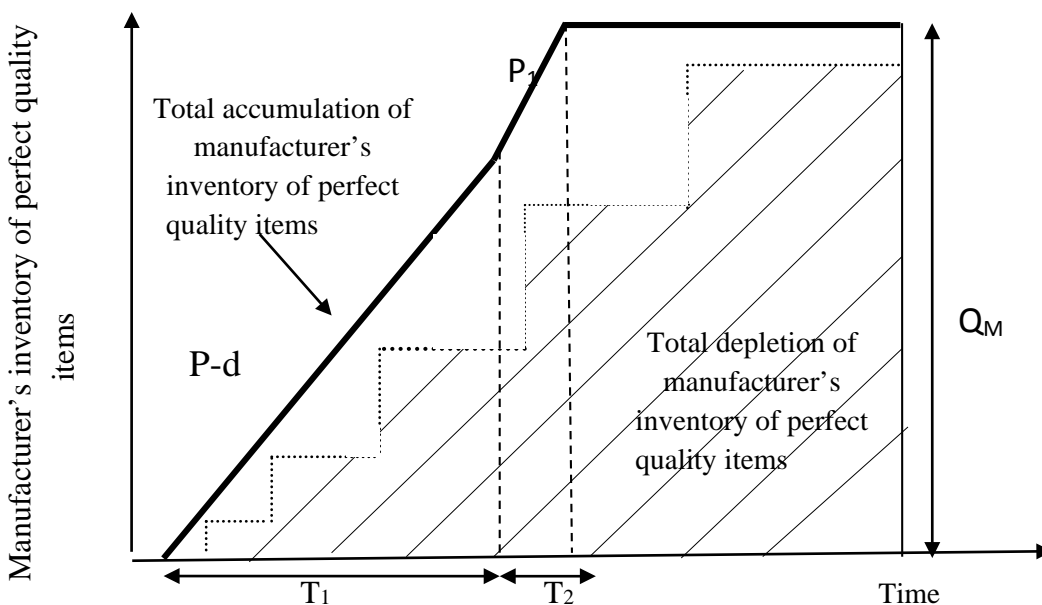 Manufacturer's inventory of perfect quality
items
P₁
Total accumulation of
manufacturer's
inventory of perfect
quality items
P-d
Q_M
Total depletion of
manufacturer's
inventory of perfect
quality items
T₁
T₂
Time